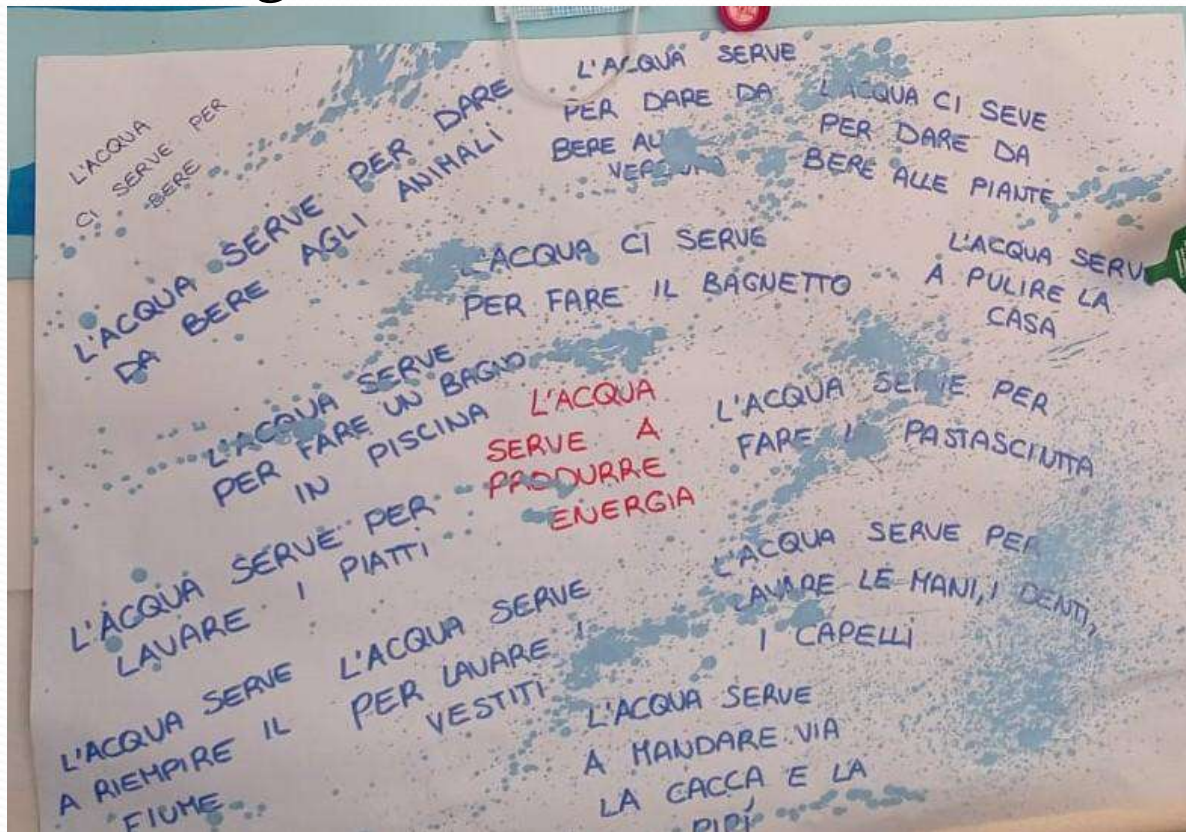 L'ACQUA
CI SERVE PER
BERE
L'ACQUA SERVE PER DARE
DA BERE AGLI ANIMALI
L'ACQUA SERVE
PER DARE DA
BERE
L'ACQUA CI SEVE
PER DARE DA
BERE ALLE PIANTE
L'ACQUA CI SERVE
PER FARE IL BAGNETTO
L'ACQUA SERVE
A PULIRE LA
CASA
L'ACQUA SERVE
PER FARE UN BAGNO
IN PISCINA
L'ACQUA
SERVE A
PRODURRE
ENERGIA
L'ACQUA SERVE PER
FARE PASTASCIUTTA
L'ACQUA SERVE PER
LAVARE I PIATTI
L'ACQUA SERVE PER
LAVARE LE MANI, I DENTI,
I CAPELLI
L'ACQUA SERVE
A RIEMPIRE IL
FIUME
L'ACQUA SERVE
PER LAVARE I
VESTITI
L'ACQUA SERVE
A MANDARE VIA
LA CACCA E LA
PIPÍ